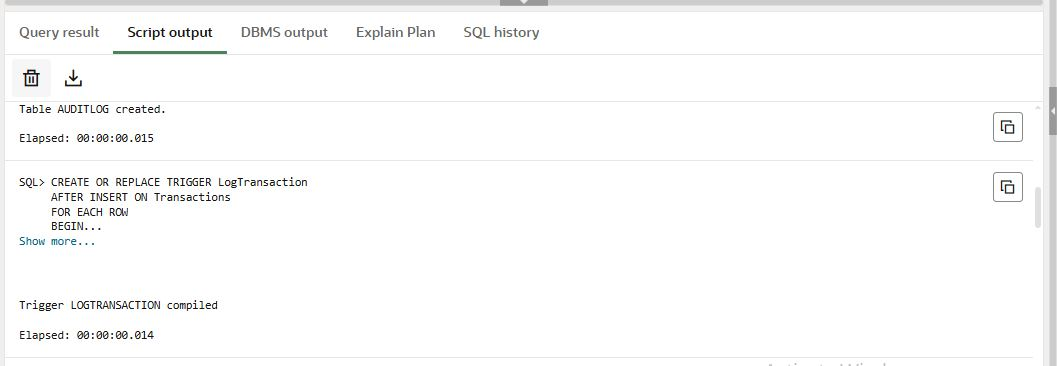 Query result Script output DBMS output Explain Plan SQL history
Table AUDITLOG created.
Elapsed: 00:00:00.015
SQL> CREATE OR REPLACE TRIGGER LogTransaction
AFTER INSERT ON Transactions
FOR EACH ROW
BEGIN...
Show more...
Trigger LOGTRANSACTION compiled
Elapsed: 00:00:00.014